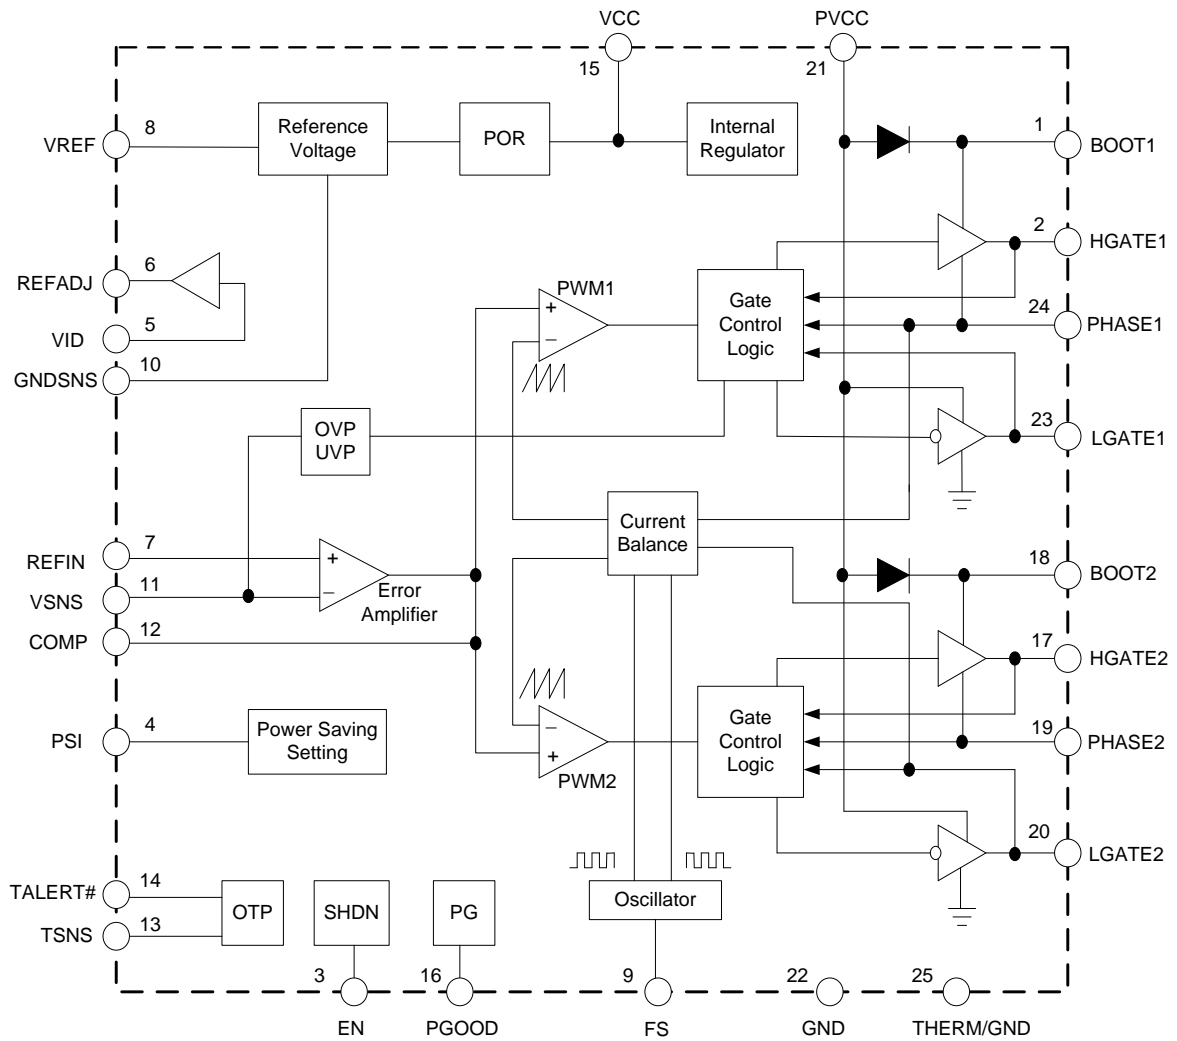 VCC
PVCC
15
21
VREF
8
Reference
Voltage
POR
Internal
Regulator
1
BOOT1
2
HGATE1
REFADJ
6
PWM1
+
−
Gate
Control
Logic
24
PHASE1
VID
5
GNDSNS
10
OVP
UVP
23
LGATE1
Current
Balance
REFIN
7
+
−
Error
Amplifier
VSNS
11
COMP
12
18
BOOT2
17
HGATE2
PSI
4
Power Saving
Setting
−
+
PWM2
Gate
Control
Logic
19
PHASE2
20
LGATE2
TALERT#
14
TSNS
13
OTP
SHDN
PG
Oscillator
3
16
9
22
25
EN
PGOOD
FS
GND
THERM/GND